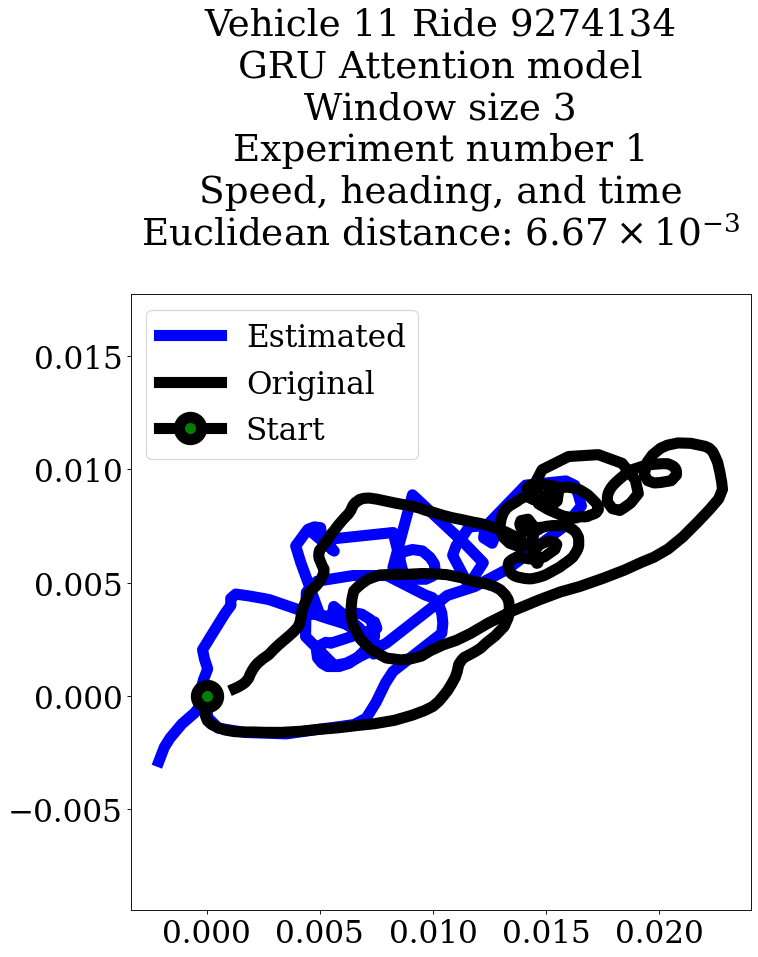 Vehicle 11 Ride 9274134
GRU Attention model
Window size 3
Experiment number 1
Speed, heading, and time
Euclidean distance: 6.67 × 10⁻³
Estimated
Original
Start
0.015
0.010
0.005
0.000
−0.005
0.000 0.005 0.010 0.015 0.020